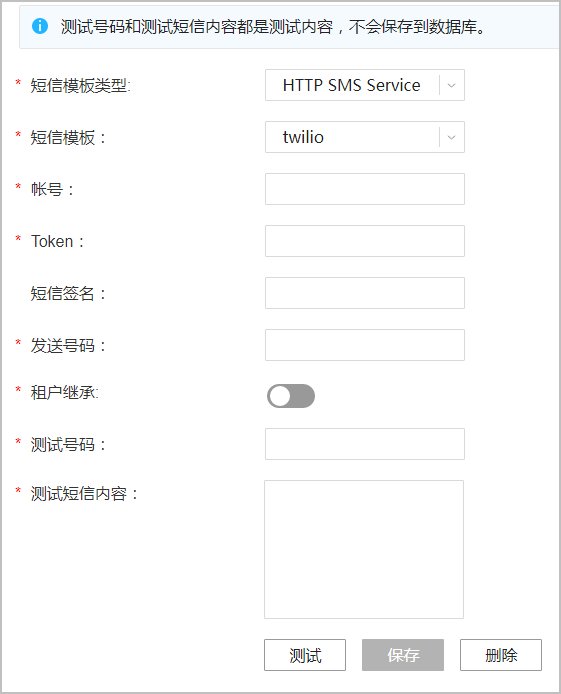 测试号码和测试短信内容都是测试内容，不会保存到数据库。
* 短信模板类型: HTTP SMS Service
* 短信模板： twilio
* 帐号：
* Token：
短信签名：
* 发送号码：
* 租户继承:
* 测试号码：
* 测试短信内容：
测试 保存 删除